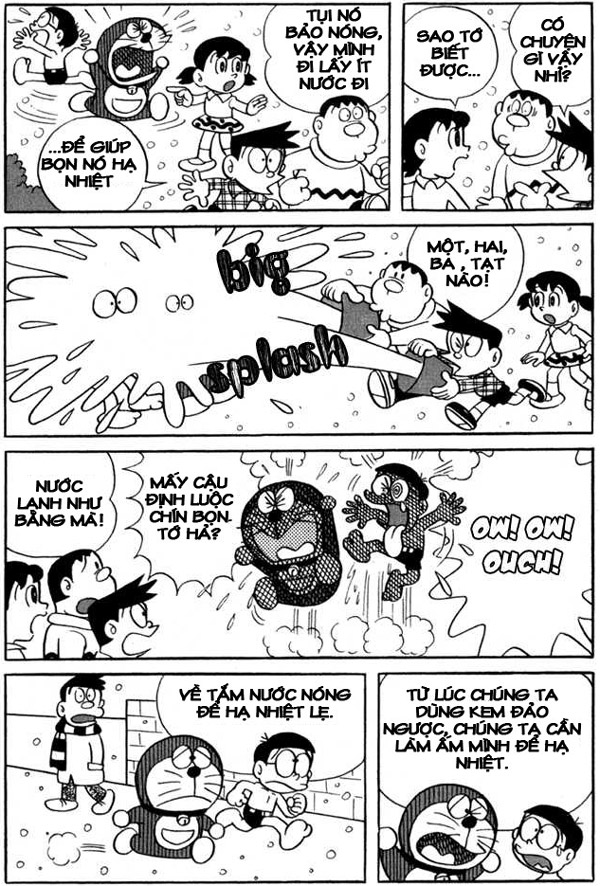 TỤI NÓ
BẢO NÓNG,
VẬY MÌNH
ĐI LẤY ÍT
NƯỚC ĐI
...ĐỂ GIÚP
BỌN NÓ HẠ
NHIỆT
CÓ
CHUYỆN
GÌ VẬY
NHỈ?
SAO TỚ
BIẾT
ĐƯỢC...
big
splash
MỘT, HAI,
BA , TẠT
NÀO!
NƯỚC
LẠNH NHƯ
BĂNG MÀ!
MẤY CẬU
ĐỊNH LUỘC
CHÍN BỌN
TỚ HẢ?
OW! OW!
OUCH!
VỀ TẮM NƯỚC NÓNG
ĐỂ HẠ NHIỆT LẸ.
TỪ LÚC CHÚNG TA
DÙNG KEM ĐẢO
NGƯỢC, CHÚNG TA CẦN
LÀM ẤM MÌNH ĐỂ HẠ
NHIỆT.